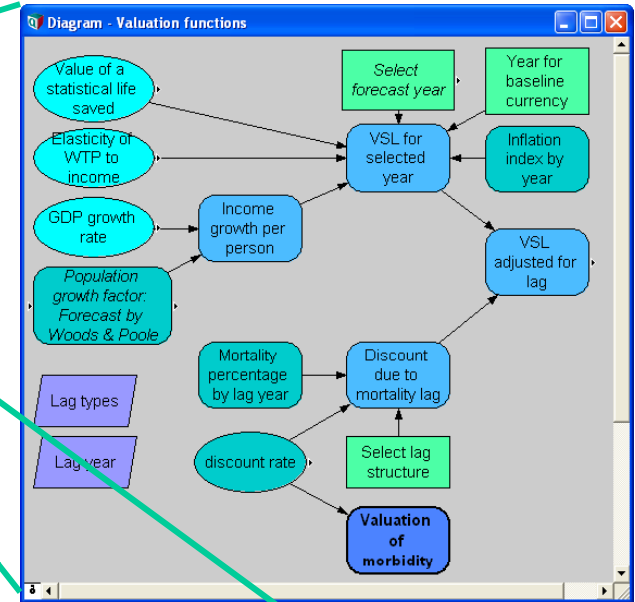 Diagram - Valuation functions
Value of a
statistical life
saved
Select
forecast year
Year for
baseline
currency
Elasticity of
WTP to
income
VSL for
selected
year
Inflation
index by
year
GDP growth
rate
Income
growth per
person
VSL
adjusted for
lag
Population
growth factor:
Forecast by
Woods & Poole
Mortality
percentage
by lag year
Discount
due to
mortality lag
Lag types
Lag year
discount rate
Select lag
structure
Valuation
of
morbidity